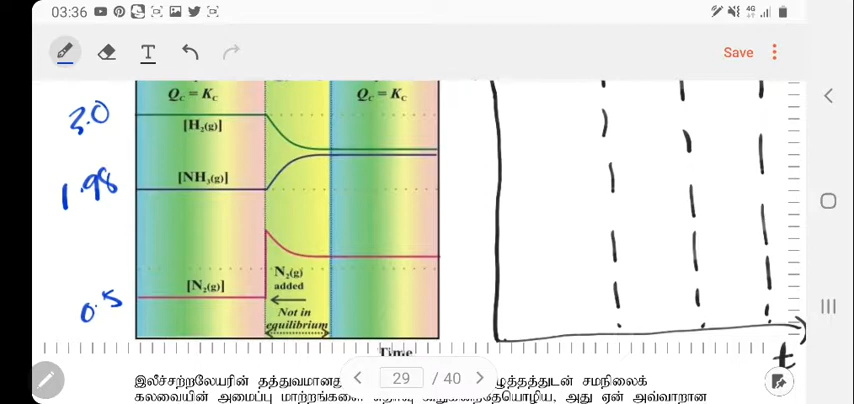 03:36
4G
T
Save
Qc = Kc
Qc = Kc
3.0
[H2(g)]
1.98
[NH3(g)]
N2(g)
added
[N2(g)]
0.5
Not in
equilibrium
Time
t
29 / 40
இலீச்சற்றலேயரின் தத்துவமானது
சமநிலைக்
கலவையின் அமைப்பு மாற்றங்களை
அது ஏன் அவ்வாறான